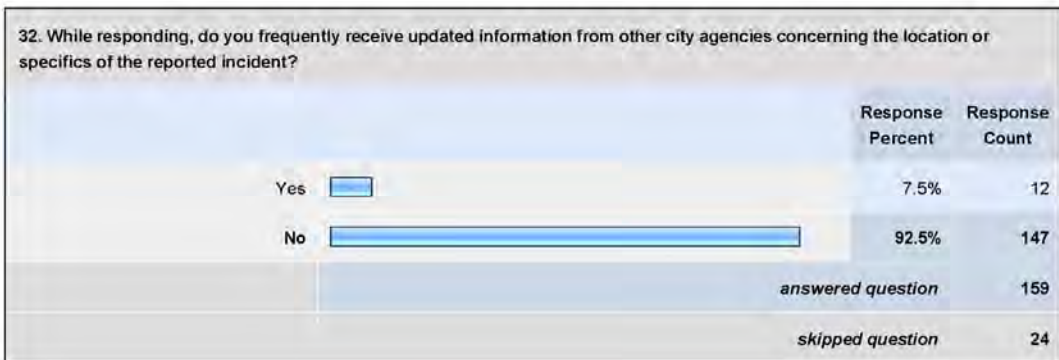 32. While responding, do you frequently receive updated information from other city agencies concerning the location or
specifics of the reported incident?
Response Percent Response Count
Yes 7.5% 12
No 92.5% 147
answered question 159
skipped question 24